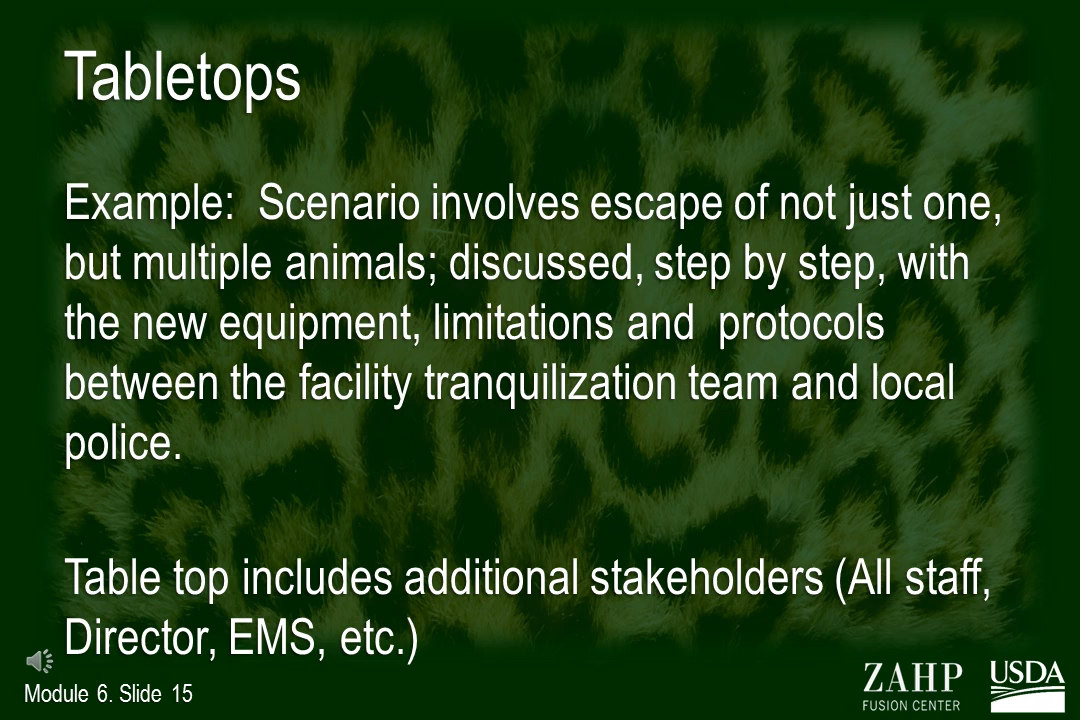 Tabletops
Example:  Scenario involves escape of not just one,
but multiple animals; discussed, step by step, with
the new equipment, limitations and  protocols
between the facility tranquilization team and local
police.
Table top includes additional stakeholders (All staff,
Director, EMS, etc.)
Module 6. Slide 15
ZAHP
FUSION CENTER
USDA